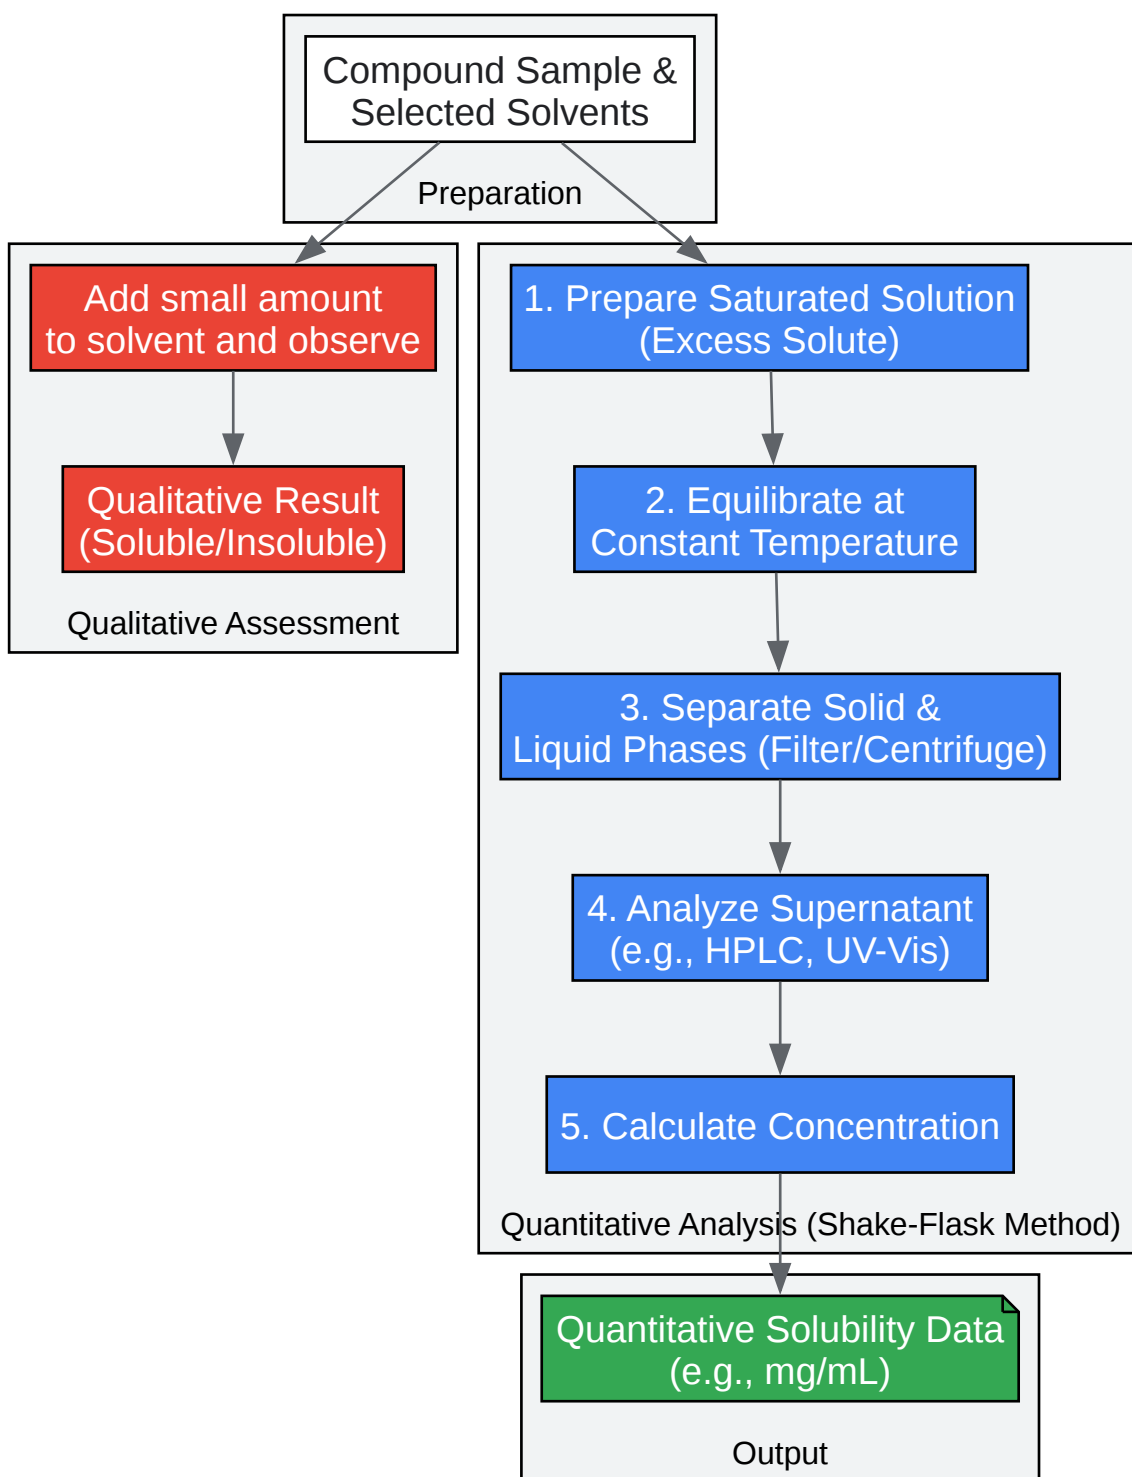 Compound Sample &
Selected Solvents
Preparation
Add small amount
to solvent and observe
Qualitative Result
(Soluble/Insoluble)
Qualitative Assessment
1. Prepare Saturated Solution
(Excess Solute)
2. Equilibrate at
Constant Temperature
3. Separate Solid &
Liquid Phases (Filter/Centrifuge)
4. Analyze Supernatant
(e.g., HPLC, UV-Vis)
5. Calculate Concentration
Quantitative Analysis (Shake-Flask Method)
Quantitative Solubility Data
(e.g., mg/mL)
Output